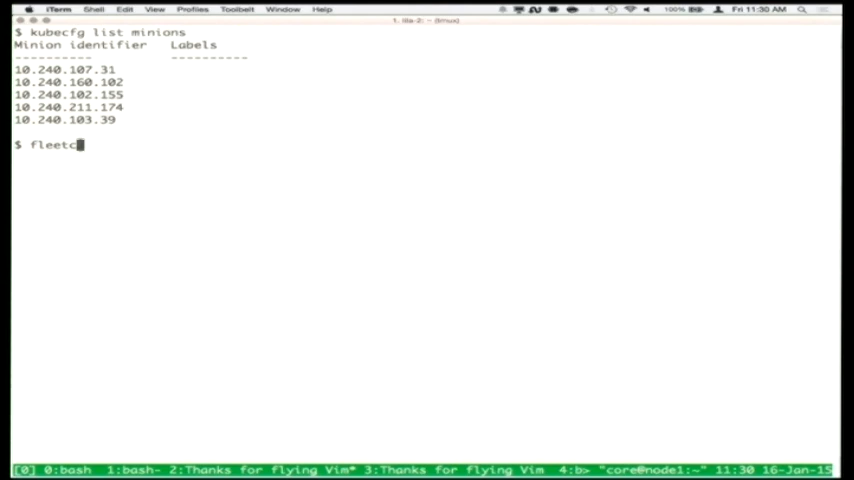 iTerm Shell Edit View Profiles Toolbelt Window Help 100% Fri 11:30 AM
$ kubecfg list minions
Minion identifier Labels
---------- ----------
10.240.107.31
10.240.160.102
10.240.102.155
10.240.211.174
10.240.103.39
$ fleetc
[0] 0:bash 1:bash- 2:Thanks for flying Vim* 3:Thanks for flying Vim 4:b> "core@node1:~" 11:30 16-Jan-15